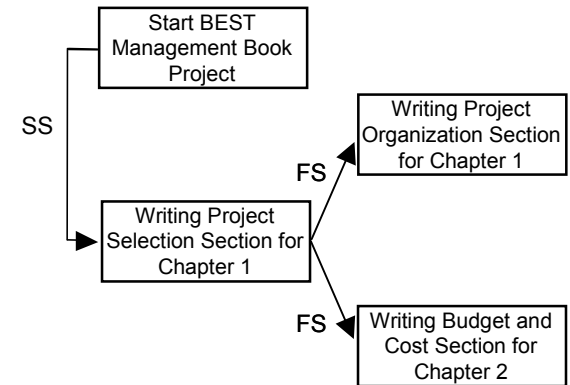 Start BEST
Management Book
Project
SS
Writing Project
Organization Section
for Chapter 1
FS
Writing Project
Selection Section for
Chapter 1
FS
Writing Budget and
Cost Section for
Chapter 2